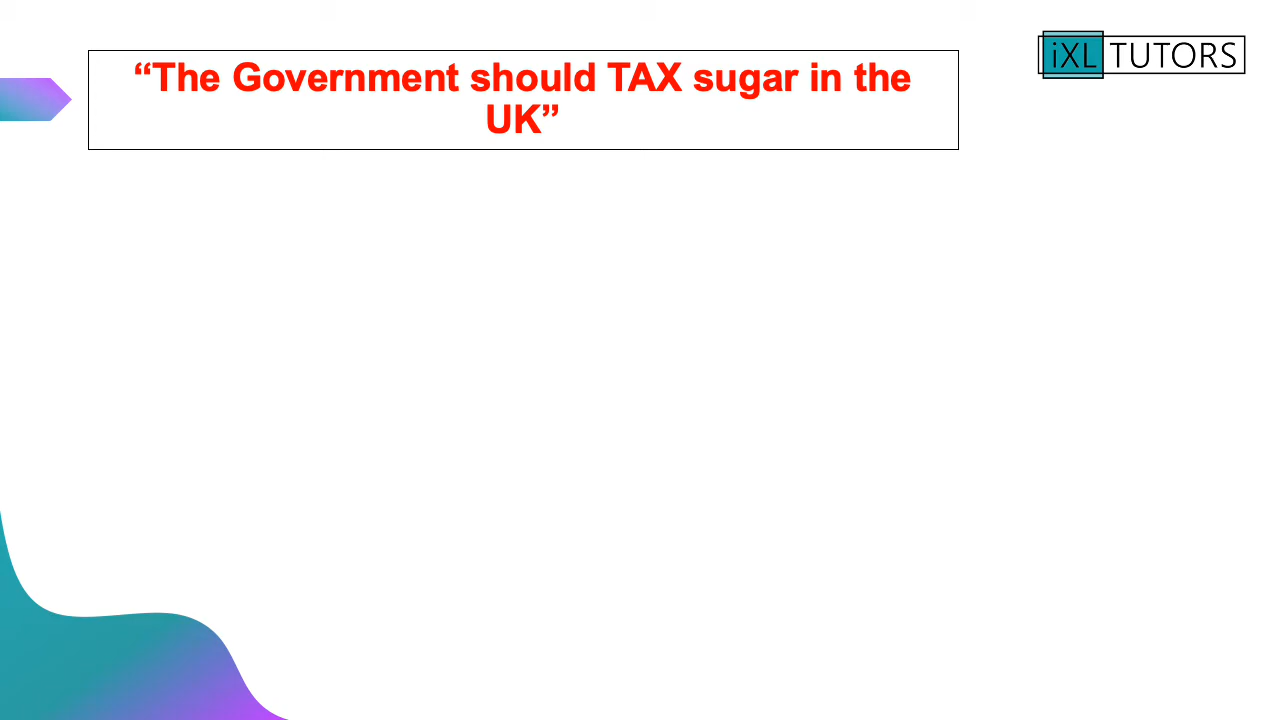 “The Government should TAX sugar in the
UK”
iXL TUTORS